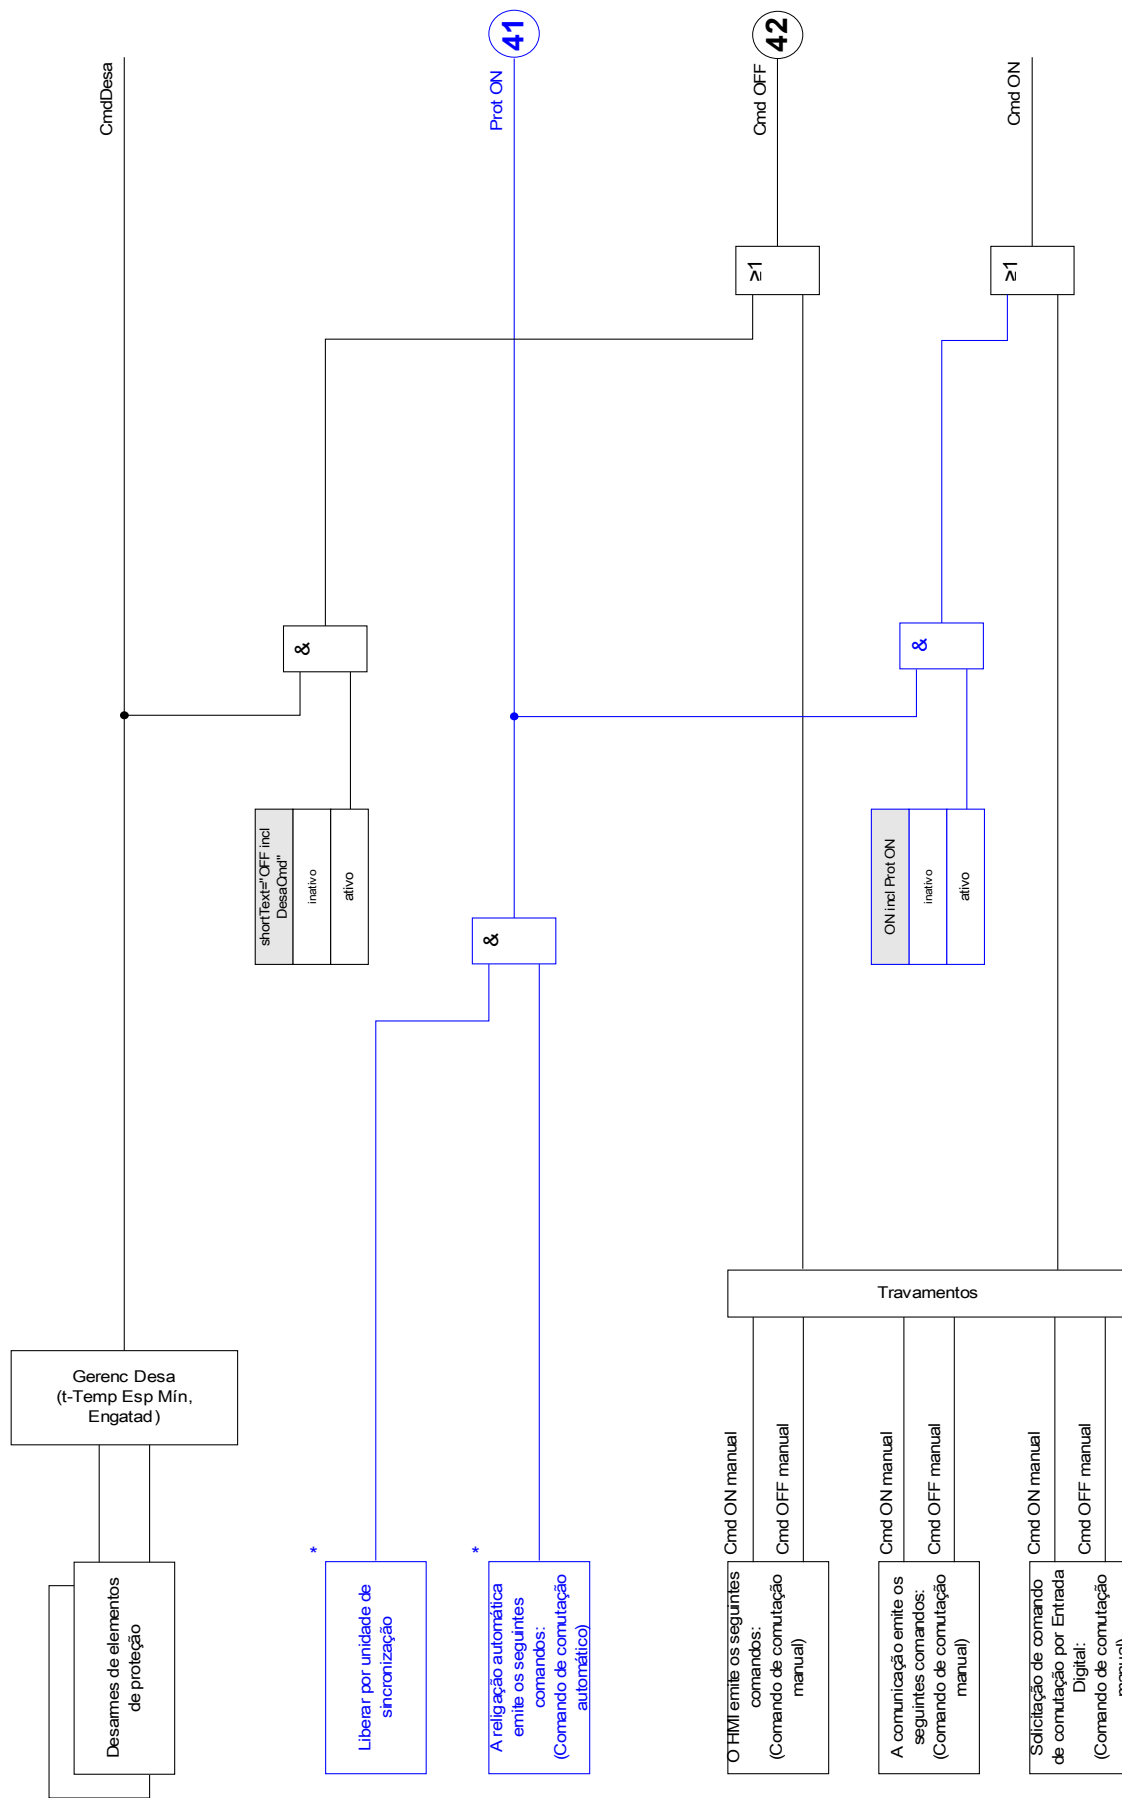 CmdDesa
Prot ON
41
Cmd OFF
42
Cmd ON
≥1
≥1
&
&
shortText="OFF incl
DesaCmd"
inativo
ativo
ON incl Prot ON
inativo
ativo
&
Travamentos
Gerenc Desa
(t-Temp Esp Mín,
Engatad)
Cmd ON manual
Cmd OFF manual
Cmd ON manual
Cmd OFF manual
Cmd ON manual
Cmd OFF manual
*
*
Desarmes de elementos
de proteção
Liberar por unidade de
sincronização
A religação automática
emite os seguintes
comandos:
(Comando de comutação
automático)
O HMI emite os seguintes
comandos:
(Comando de comutação
manual)
A comunicação emite os
seguintes comandos:
(Comando de comutação
manual)
Solicitação de comando
de comutação por Entrada
Digital:
(Comando de comutação
manual)